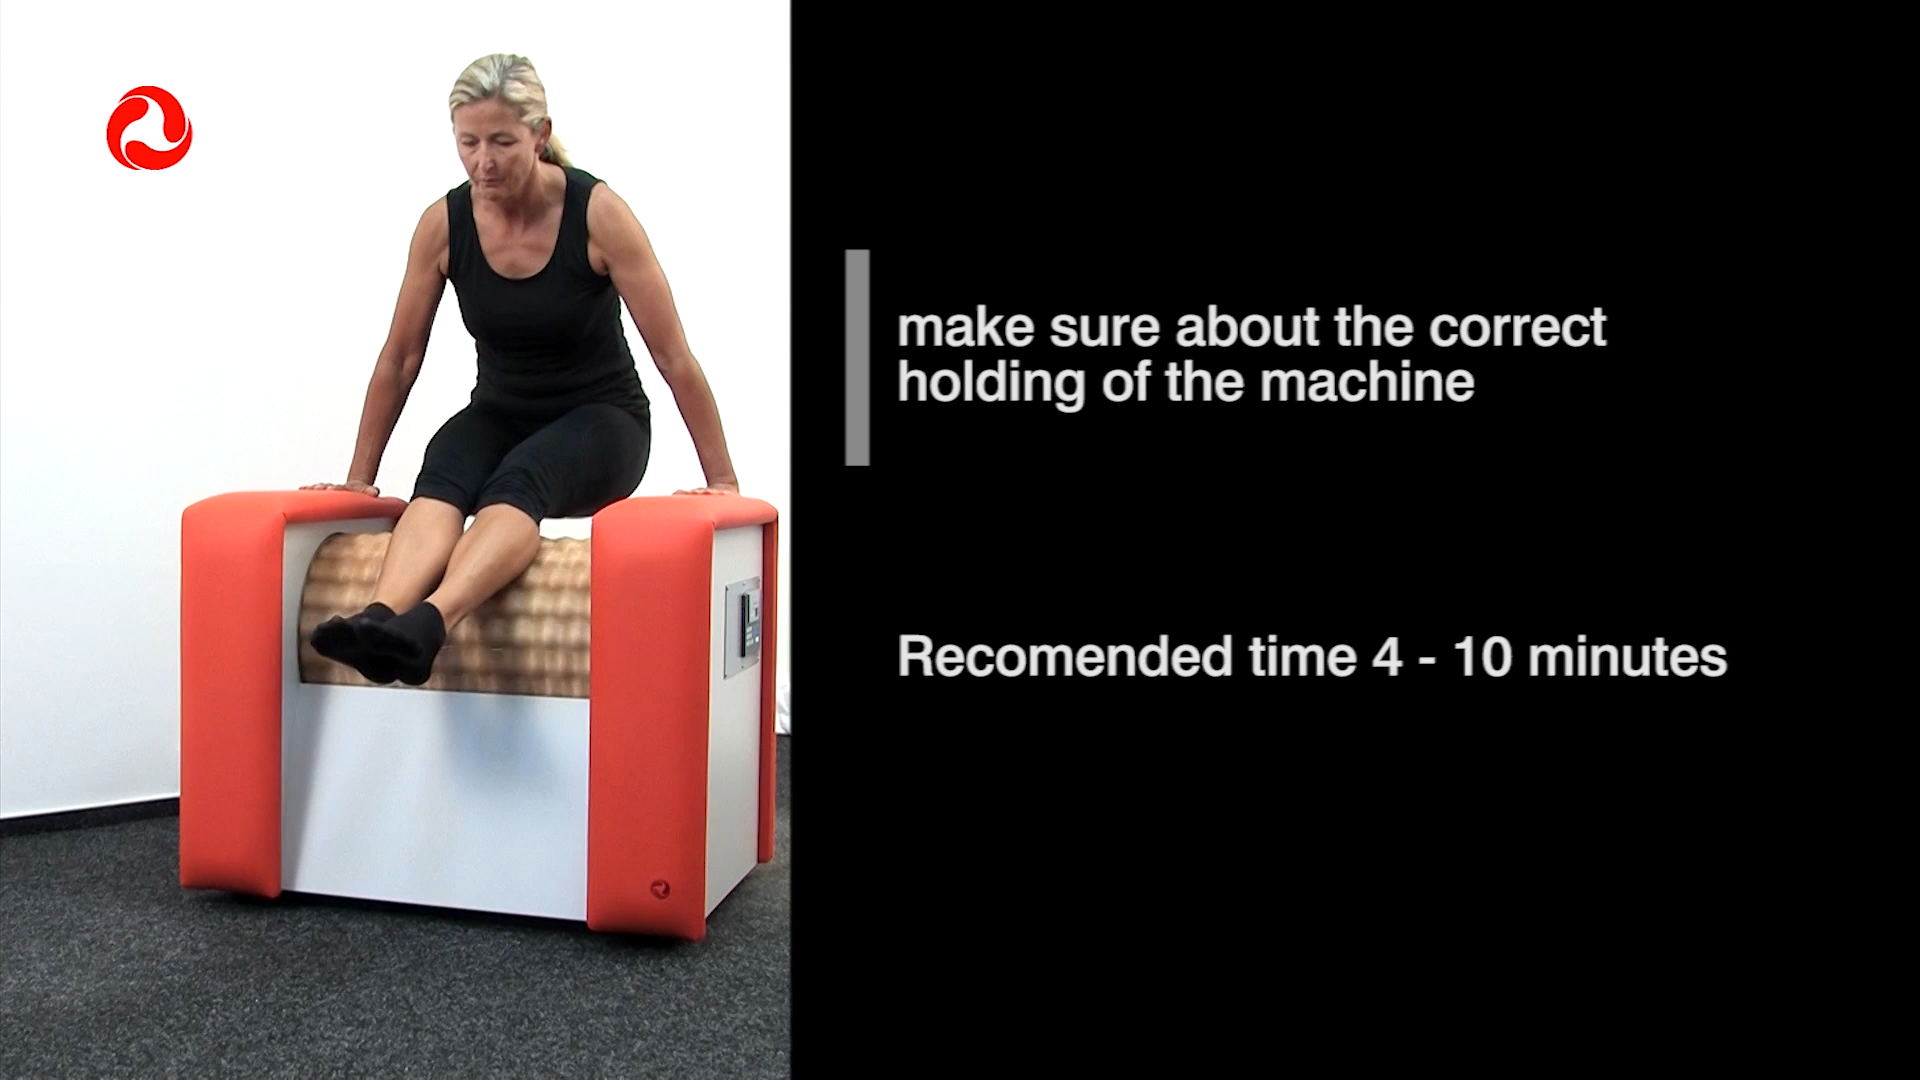 make sure about the correct
holding of the machine
Recomended time 4 - 10 minutes